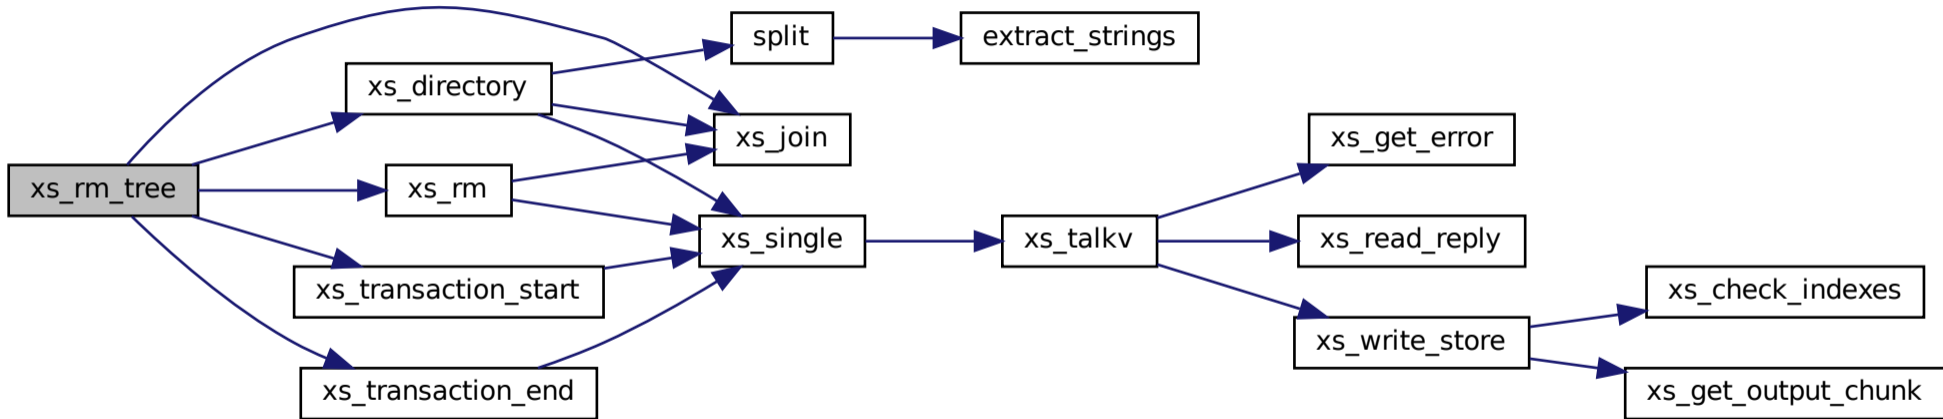 split
extract_strings
xs_directory
xs_join
xs_get_error
xs_rm_tree
xs_rm
xs_single
xs_talkv
xs_read_reply
xs_transaction_start
xs_check_indexes
xs_write_store
xs_transaction_end
xs_get_output_chunk